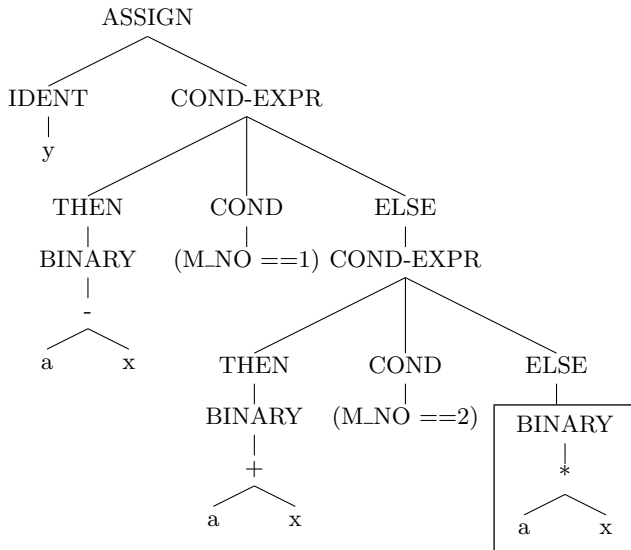 ASSIGN
IDENT COND-EXPR
y
THEN COND ELSE
BINARY (M_NO ==1) COND-EXPR
-
a x
THEN COND ELSE
BINARY (M_NO ==2) BINARY
+ *
a x a x